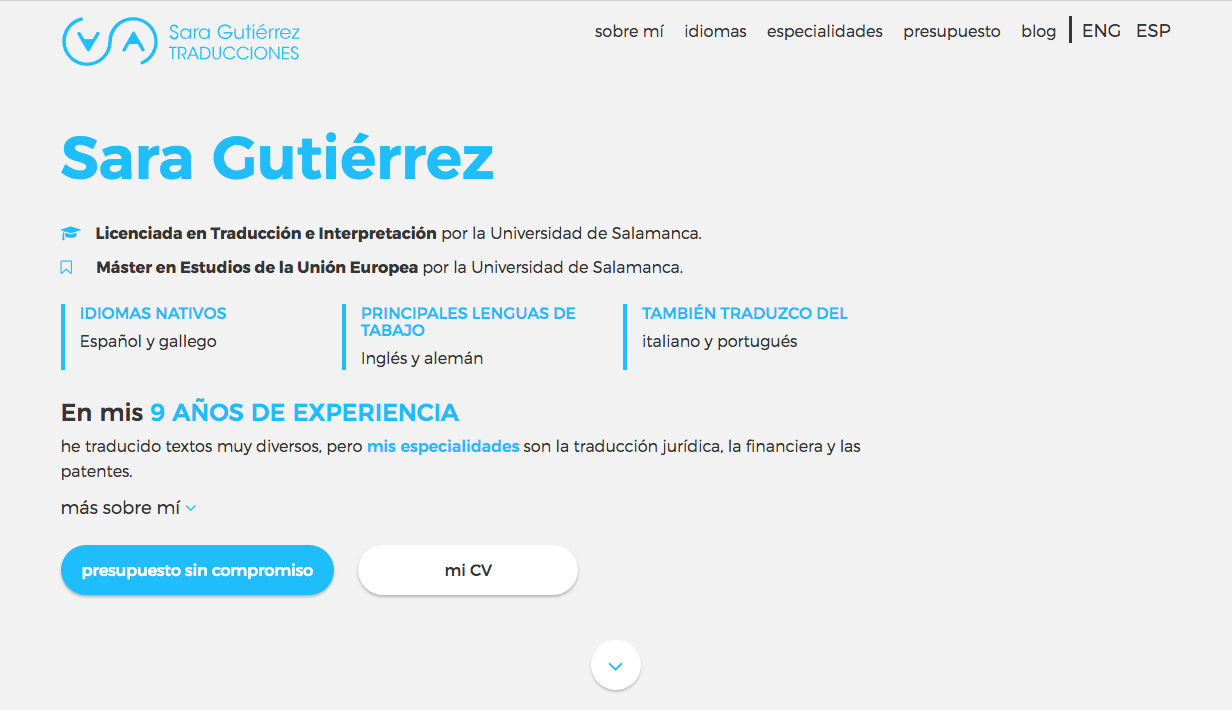 Sara Gutiérrez
TRADUCCIONES
sobre mí idiomas especialidades presupuesto blog ENG ESP
Sara Gutiérrez
Licenciada en Traducción e Interpretación por la Universidad de Salamanca.
Máster en Estudios de la Unión Europea por la Universidad de Salamanca.
IDIOMAS NATIVOS
Español y gallego
PRINCIPALES LENGUAS DE
TABAJO
Inglés y alemán
TAMBIÉN TRADUZCO DEL
italiano y portugués
En mis 9 AÑOS DE EXPERIENCIA
he traducido textos muy diversos, pero mis especialidades son la traducción jurídica, la financiera y las
patentes.
más sobre mí
presupuesto sin compromiso
mi CV